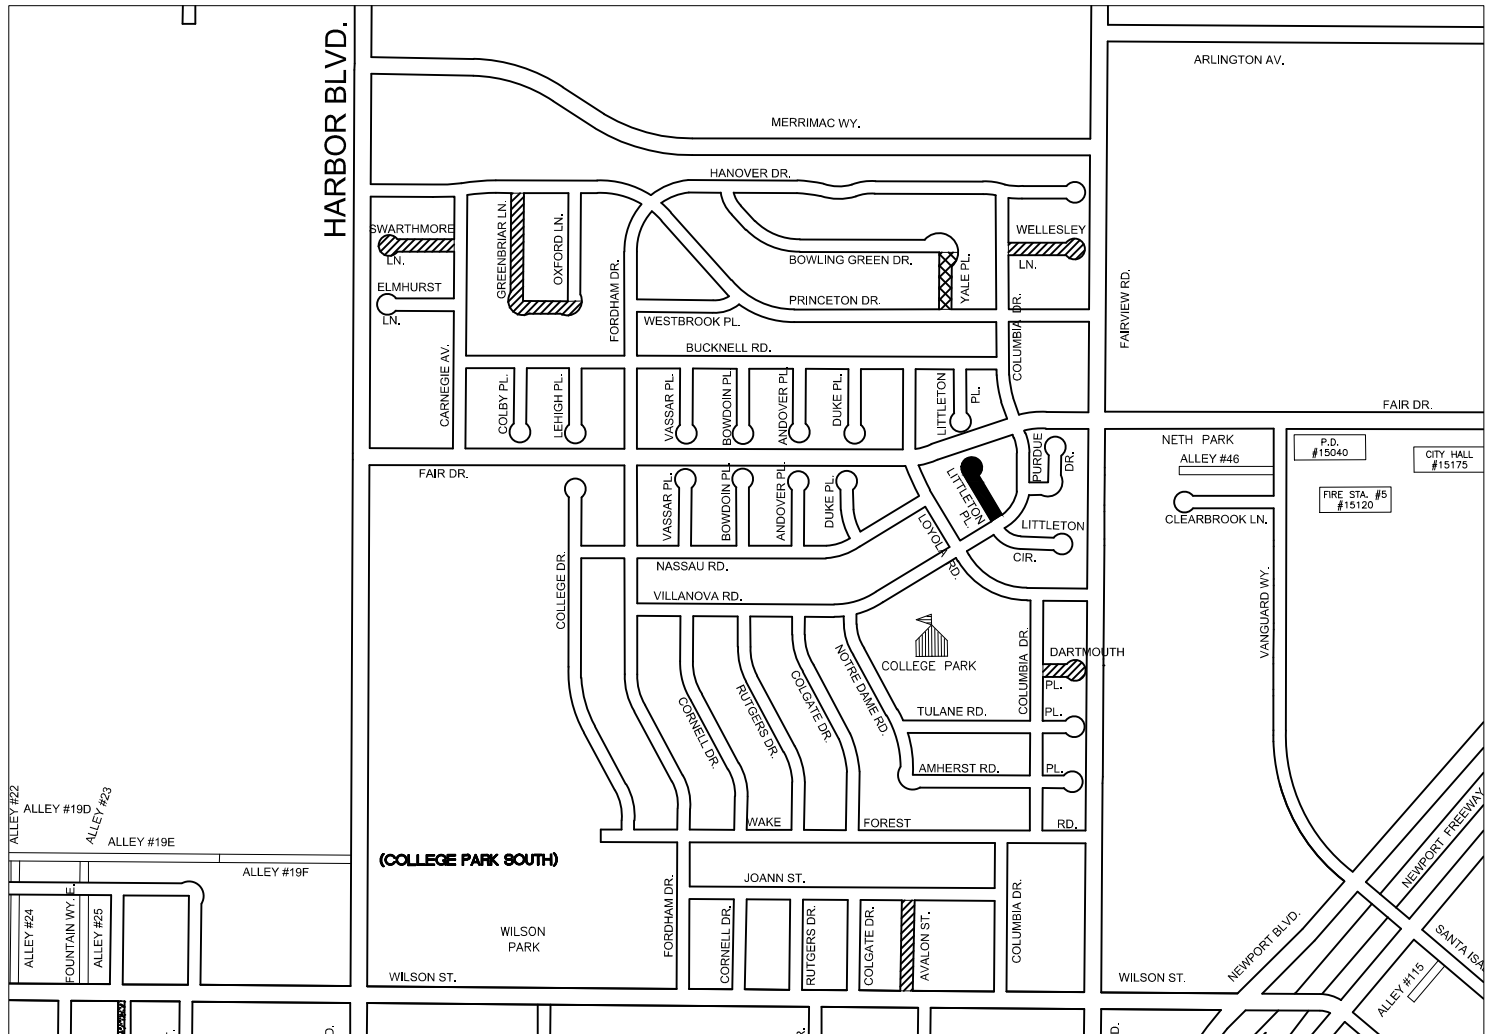 HARBOR BLVD.
ARLINGTON AV.
MERRIMAC WY.
HANOVER DR.
SWARTHMORE
LN.
GREENBRIAR LN.
OXFORD LN.
FORDHAM DR.
BOWLING GREEN DR.
YALE PL.
WELLESLEY
LN.
ELMHURST
LN.
PRINCETON DR.
WESTBROOK PL.
COLUMBIA DR.
FAIRVIEW RD.
BUCKNELL RD.
CARNEGIE AV.
COLBY PL.
LEHIGH PL.
VASSAR PL.
BOWDOIN PL.
ANDOVER PL.
DUKE PL.
LITTLETON
PL.
FAIR DR.
NETH PARK
ALLEY #46
P.D.
#15040
CITY HALL
#15175
FIRE STA. #5
#15120
CLEARBROOK LN.
FAIR DR.
VASSAR PL.
BOWDOIN PL.
ANDOVER PL.
DUKE PL.
LITTLETON
PL.
PURDUE
DR.
LOYOLA RD.
LITTLETON
CIR.
COLLEGE DR.
NASSAU RD.
VILLANOVA RD.
VANGUARD WY.
COLLEGE PARK
COLUMBIA DR.
DARTMOUTH
PL.
CORNELL DR.
RUTGERS DR.
COLGATE DR.
NOTRE DAME RD.
TULANE RD.
PL.
AMHERST RD.
PL.
WAKE
FOREST
RD.
ALLEY #22
ALLEY #19D
ALLEY #23
ALLEY #19E
ALLEY #19F
(COLLEGE PARK SOUTH)
JOANN ST.
NEWPORT FREEWAY
ALLEY #24
FOUNTAIN WY. E.
ALLEY #25
WILSON
PARK
FORDHAM DR.
CORNELL DR.
RUTGERS DR.
COLGATE DR.
AVALON ST.
COLUMBIA DR.
NEWPORT BLVD.
SANTA ISA
WILSON ST.
WILSON ST.
ALLEY #115